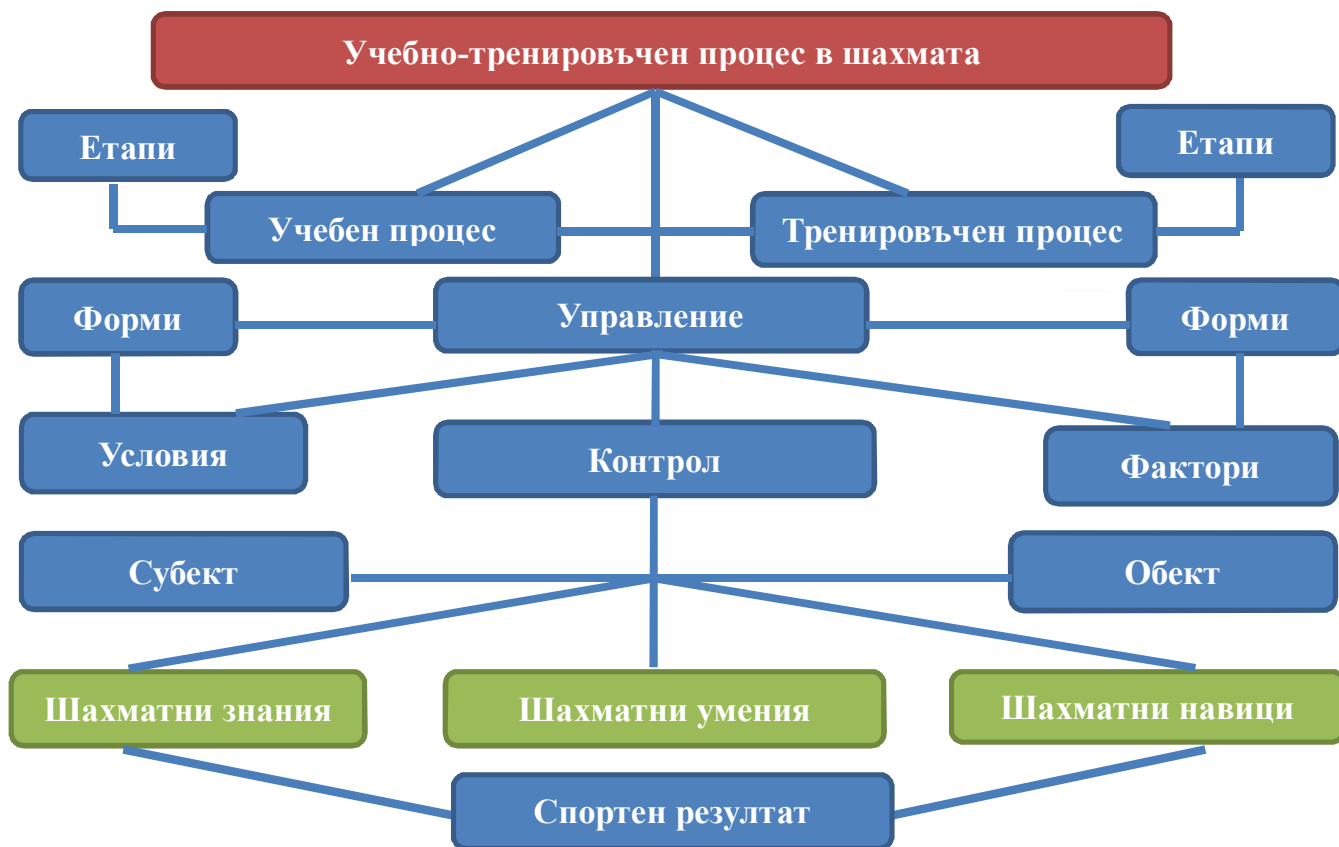 Учебно-тренировъчен процес в шахмата
Етапи
Етапи
Учебен процес
Тренировъчен процес
Форми
Управление
Форми
Условия
Контрол
Фактори
Субект
Обект
Шахматни знания
Шахматни умения
Шахматни навици
Спортен резултат